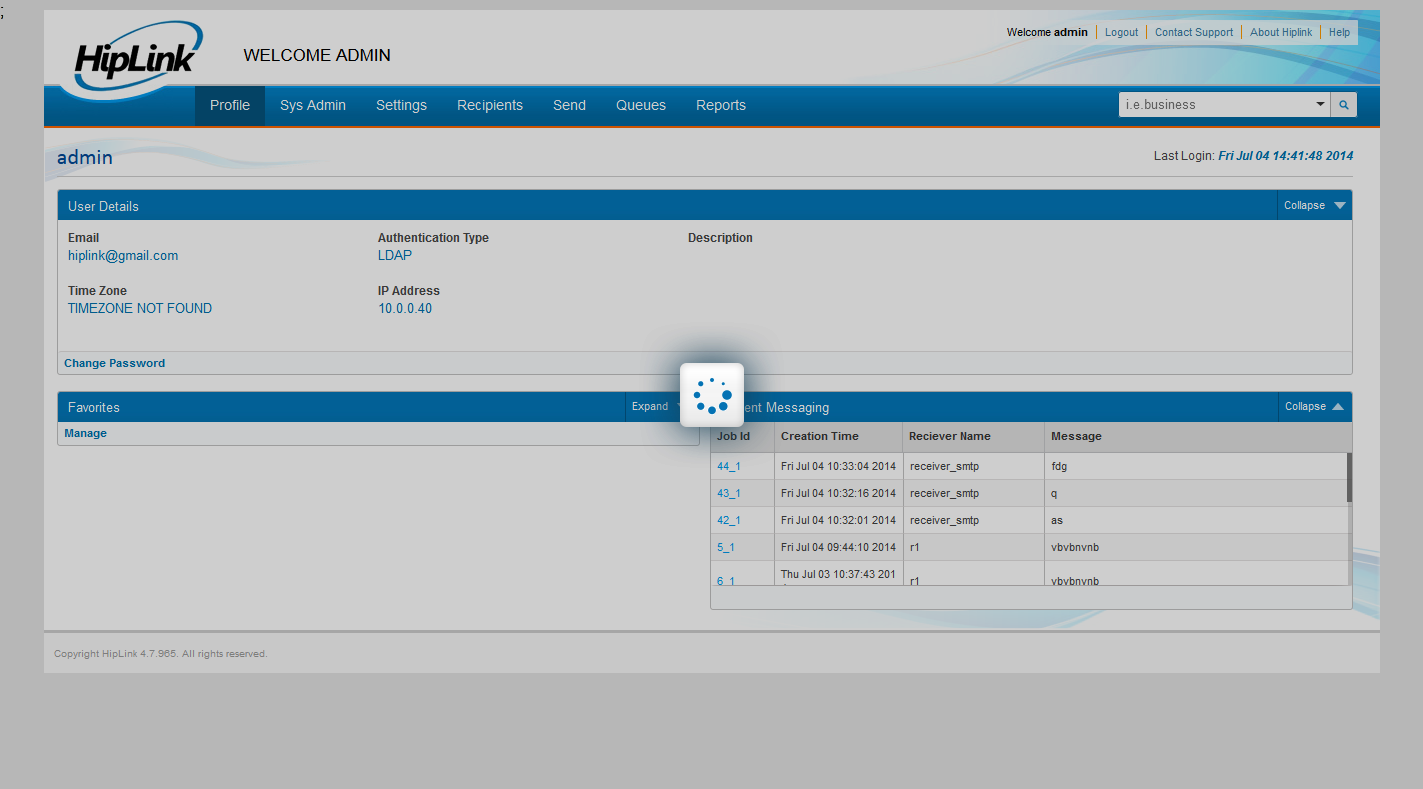 ;
HipLink
WELCOME ADMIN
Welcome admin Logout Contact Support About Hiplink Help
Profile Sys Admin Settings Recipients Send Queues Reports
i.e.business
admin
Last Login: Fri Jul 04 14:41:48 2014
User Details Collapse
Email Authentication Type Description
hiplink@gmail.com LDAP
Time Zone IP Address
TIMEZONE NOT FOUND 10.0.0.40
Change Password
Favorites Expand
Manage
ent Messaging Collapse
Job Id Creation Time Reciever Name Message
44_1 Fri Jul 04 10:33:04 2014 receiver_smtp fdg
43_1 Fri Jul 04 10:32:16 2014 receiver_smtp q
42_1 Fri Jul 04 10:32:01 2014 receiver_smtp as
5_1 Fri Jul 04 09:44:10 2014 r1 vbvbnvnb
6_1 Thu Jul 03 10:37:43 201 r1 vbvbnvnb
Copyright HipLink 4.7.965. All rights reserved.